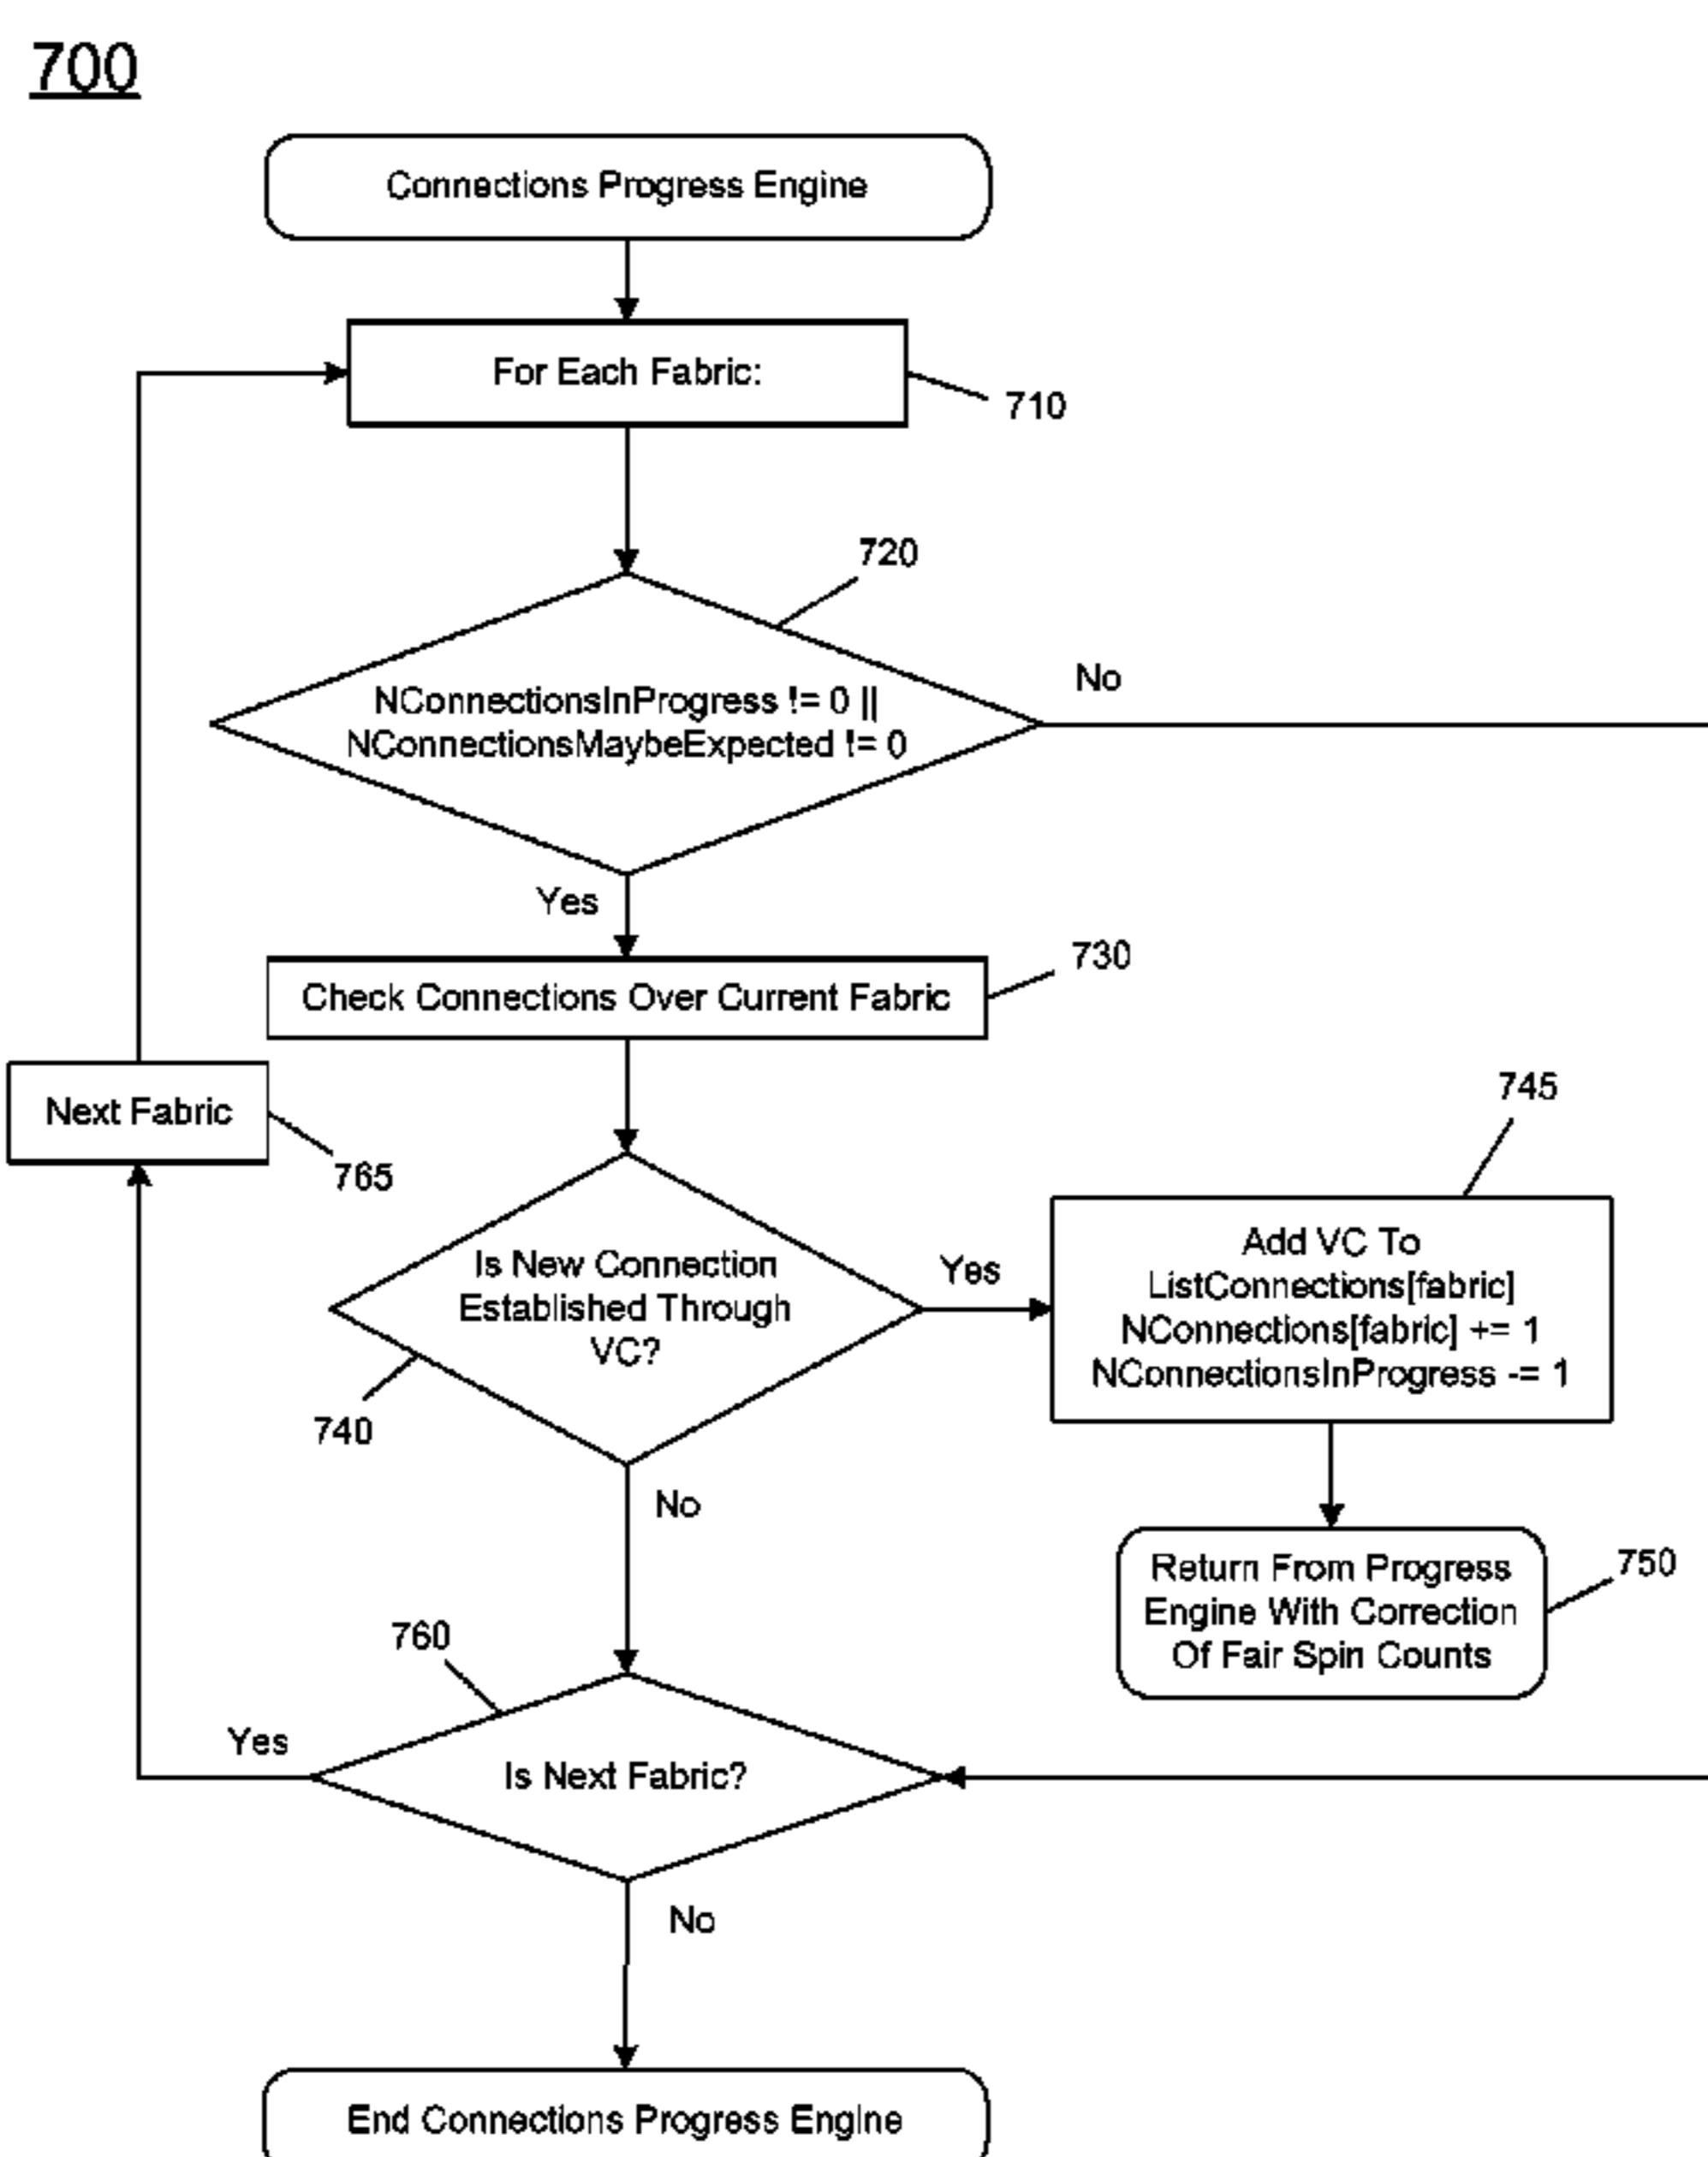 700
Connections Progress Engine
For Each Fabric:
710
720
NConnectionsInProgress != 0 ||
NConnectionsMaybeExpected != 0
No
Yes
730
Check Connections Over Current Fabric
Next Fabric
765
745
Is New Connection
Established Through
VC?
Yes
740
Add VC To
ListConnections[fabric]
NConnections[fabric] += 1
NConnectionsInProgress -= 1
No
Return From Progress
Engine With Correction
Of Fair Spin Counts
750
760
Yes
Is Next Fabric?
No
End Connections Progress Engine